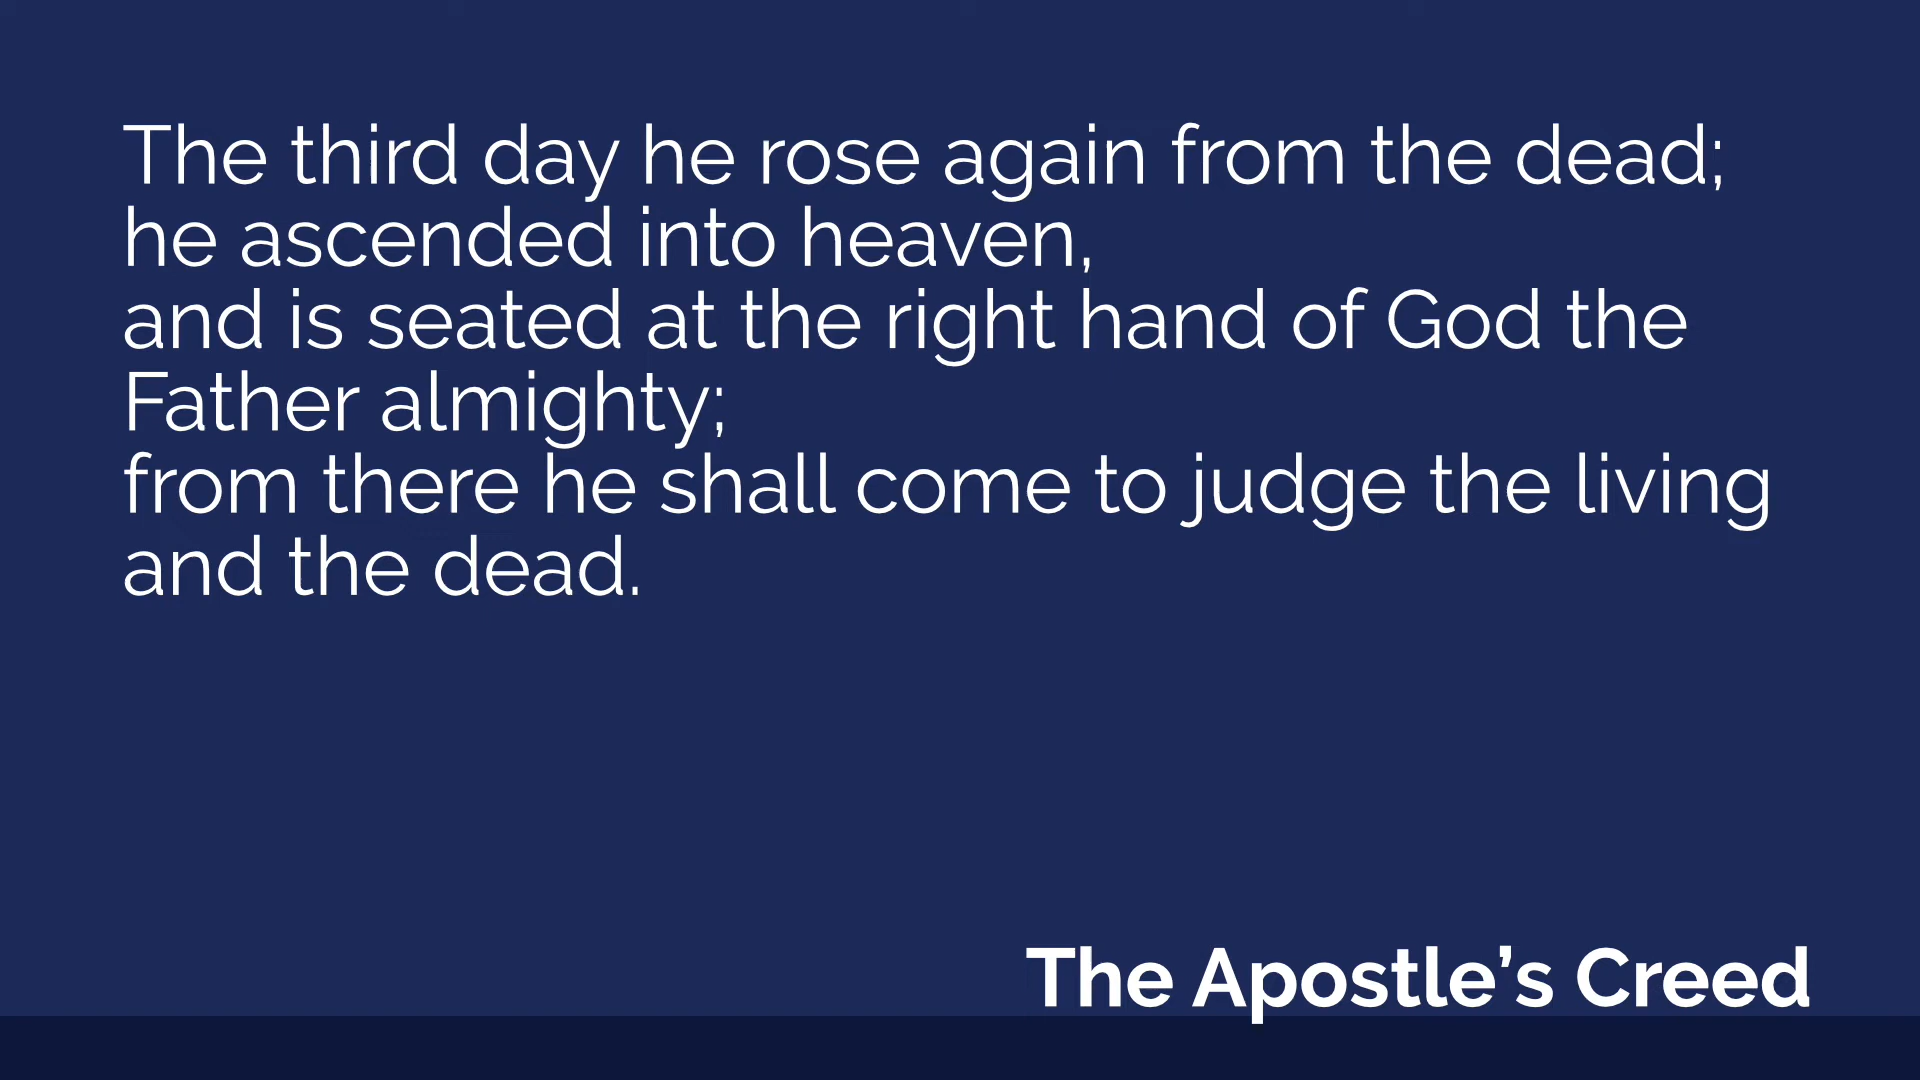 The third day he rose again from the dead;
he ascended into heaven,
and is seated at the right hand of God the
Father almighty;
from there he shall come to judge the living
and the dead.
The Apostle’s Creed